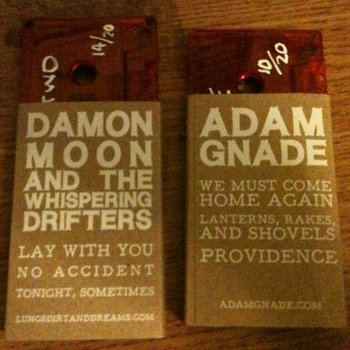 TWO
14/20
DAMON
MOON
AND THE
WHISPERING
DRIFTERS
LAY WITH YOU
NO ACCIDENT
TONIGHT, SOMETIMES
LUNGSDIRTANDDREAMS.COM
10/20
ADAM
GNADE
WE MUST COME
HOME AGAIN
LANTERNS, RAKES,
AND SHOVELS
PROVIDENCE
ADAMGNADE.COM